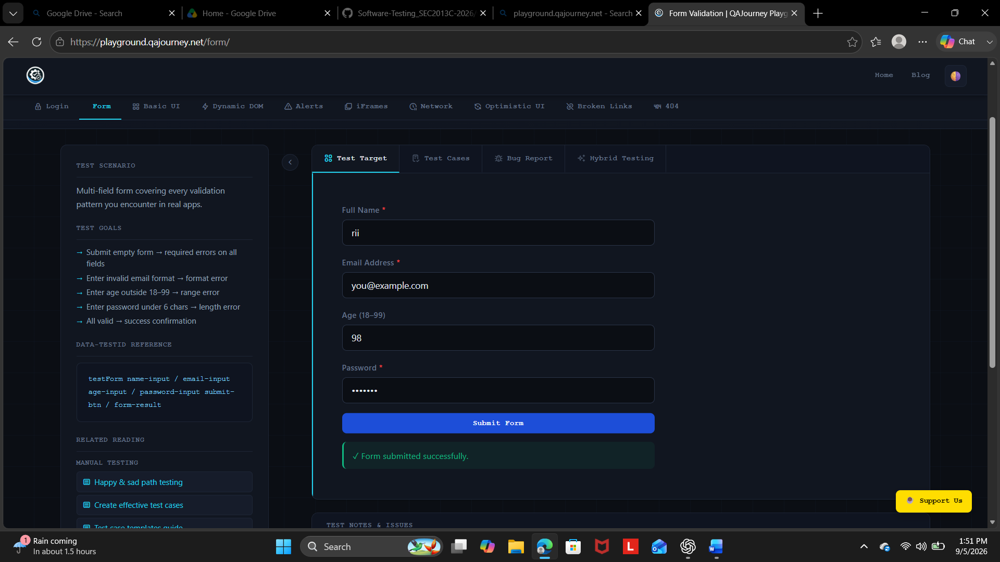 Google Drive - Search
Home - Google Drive
Software-Testing_SEC2013C-2026/
playground.qajourney.net - Search
Form Validation | QAJourney Playg
https://playground.qajourney.net/form/
Chat
Home
Blog
Login
Form
Basic UI
Dynamic DOM
Alerts
iFrames
Network
Optimistic UI
Broken Links
404 404
TEST SCENARIO
Multi-field form covering every validation
pattern you encounter in real apps.
TEST GOALS
→ Submit empty form → required errors on all
fields
→ Enter invalid email format → format error
→ Enter age outside 18–99 → range error
→ Enter password under 6 chars → length error
→ All valid → success confirmation
DATA-TESTID REFERENCE
testForm name-input / email-input
age-input / password-input submit-
btn / form-result
RELATED READING
MANUAL TESTING
Happy & sad path testing
Create effective test cases
Test case templates guide
Test Target
Test Cases
Bug Report
Hybrid Testing
Full Name *
rii
Email Address *
you@example.com
Age (18–99)
98
Password *
•••••••
Submit Form
✓ Form submitted successfully.
TEST NOTES & ISSUES
Support Us
1
Rain coming
In about 1.5 hours
Search
L
1:51 PM
9/5/2026